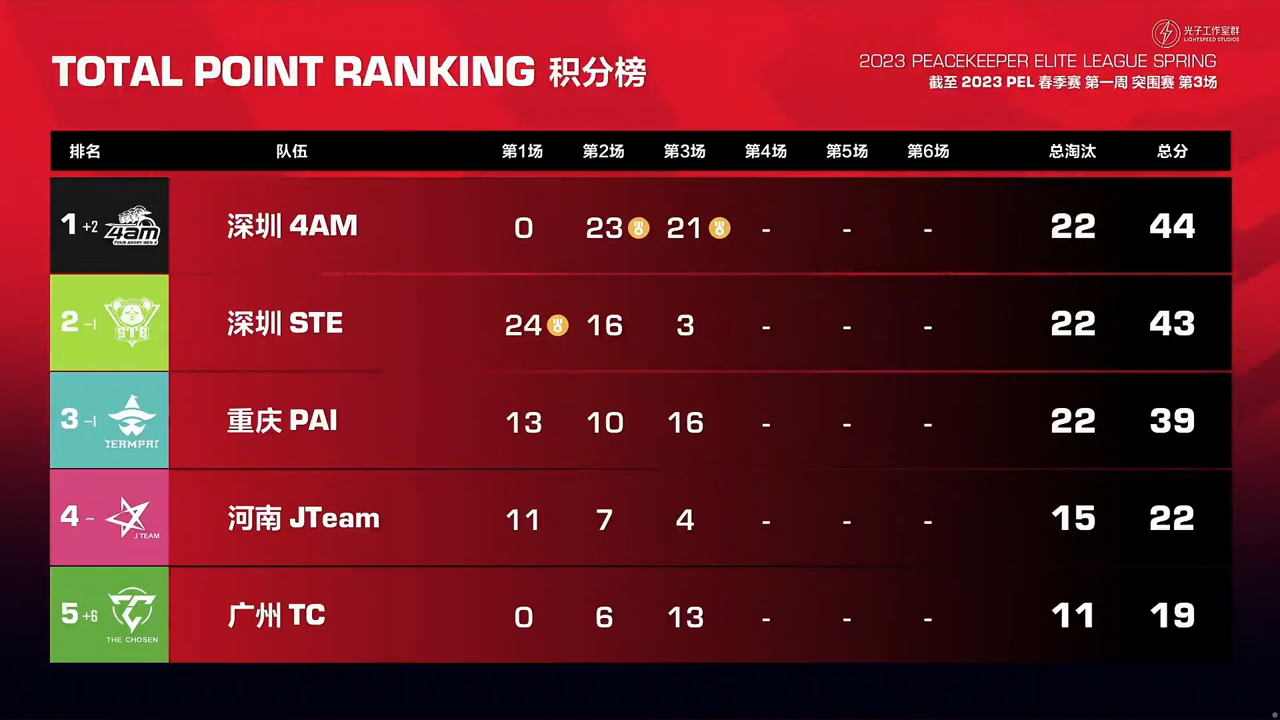 光子工作室群
LIGHTSPEED STUDIOS
TOTAL POINT RANKING 积分榜
2023 PEACEKEEPER ELITE LEAGUE SPRING
截至 2023 PEL 春季赛 第一周 突围赛 第3场
排名 队伍 第1场 第2场 第3场 第4场 第5场 第6场 总淘汰 总分
1 +2 4am FOUR ANGRY MEN 深圳 4AM 0 23 21 - - - 22 44
2 -1 STE 深圳 STE 24 16 3 - - - 22 43
3 -1 TEAMPAI 重庆 PAI 13 10 16 - - - 22 39
4 - J TEAM 河南 JTeam 11 7 4 - - - 15 22
5 +6 TC THE CHOSEN 广州 TC 0 6 13 - - - 11 19